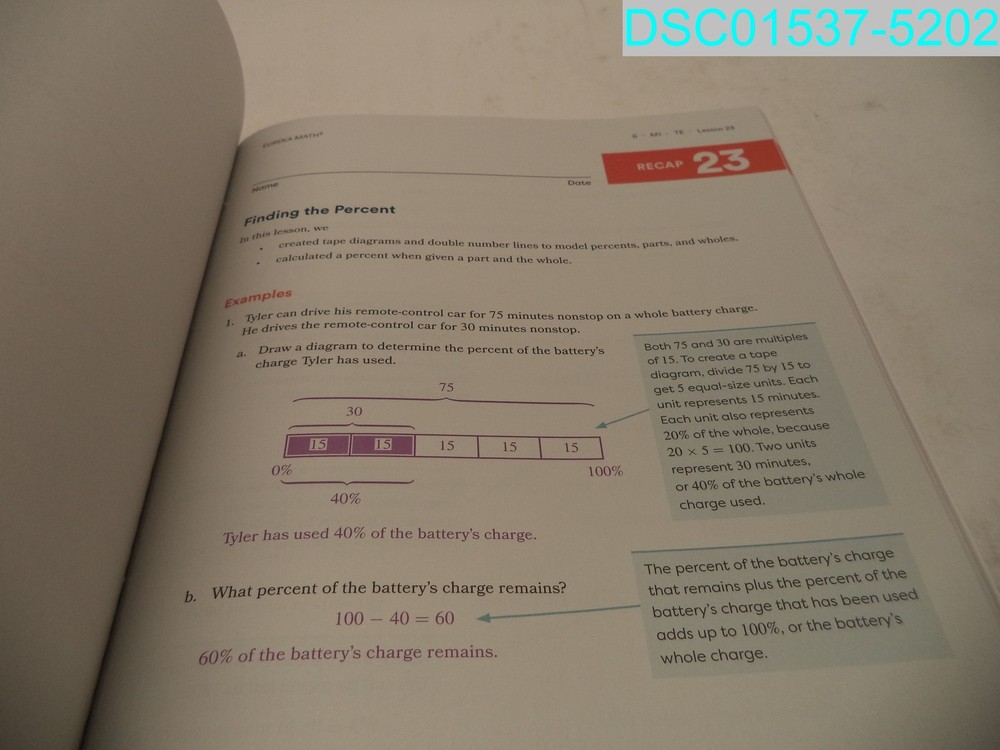 DSC01537-5202
EUREKA MATH²
6 · M1 · TE · Lesson 23
RECAP 23
Name
Date
Finding the Percent
In this lesson, we
• created tape diagrams and double number lines to model percents, parts, and wholes.
• calculated a percent when given a part and the whole.
Examples
1. Tyler can drive his remote-control car for 75 minutes nonstop on a whole battery charge.
He drives the remote-control car for 30 minutes nonstop.
a. Draw a diagram to determine the percent of the battery's
charge Tyler has used.
75
30
15 15 15 15 15
0% 100%
40%
Tyler has used 40% of the battery's charge.
Both 75 and 30 are multiples
of 15. To create a tape
diagram, divide 75 by 15 to
get 5 equal-size units. Each
unit represents 15 minutes.
Each unit also represents
20% of the whole, because
20 × 5 = 100. Two units
represent 30 minutes,
or 40% of the battery's whole
charge used.
b. What percent of the battery's charge remains?
100 − 40 = 60
60% of the battery's charge remains.
The percent of the battery's charge
that remains plus the percent of the
battery's charge that has been used
adds up to 100%, or the battery's
whole charge.